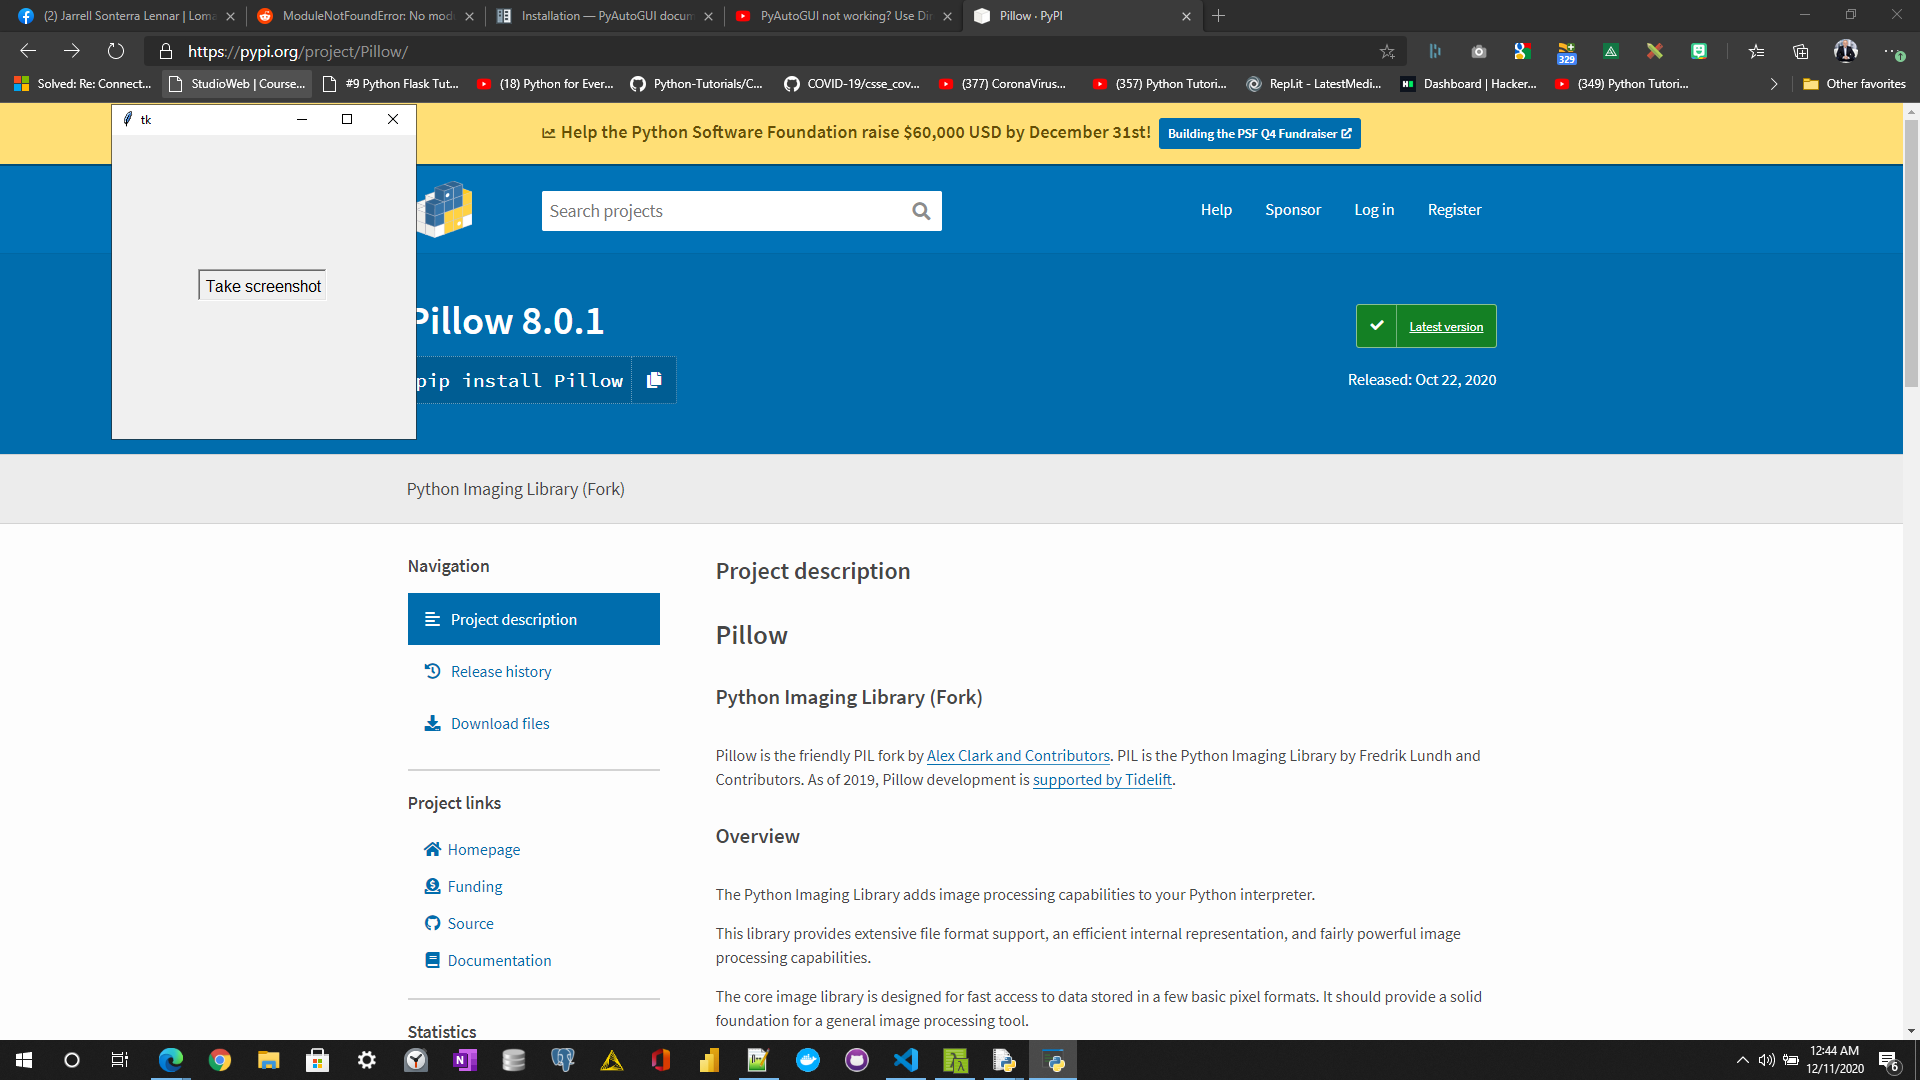 (2) Jarrell Sonterra Lennar | Loma
ModuleNotFoundError: No modu
Installation — PyAutoGUI docum
PyAutoGUI not working? Use Dir
Pillow · PyPI
https://pypi.org/project/Pillow/
329
Solved: Re: Connect...
StudioWeb | Course...
#9 Python Flask Tut...
(18) Python for Ever...
Python-Tutorials/C...
COVID-19/csse_cov...
(377) CoronaVirus...
(357) Python Tutori...
Repl.it - LatestMedi...
Dashboard | Hacker...
(349) Python Tutori...
Other favorites
tk
Help the Python Software Foundation raise $60,000 USD by December 31st!
Building the PSF Q4 Fundraiser
Search projects
Help
Sponsor
Log in
Register
Take screenshot
Pillow 8.0.1
Latest version
pip install Pillow
Released: Oct 22, 2020
Python Imaging Library (Fork)
Navigation
Project description
Release history
Download files
Project links
Homepage
Funding
Source
Documentation
Statistics
Project description
Pillow
Python Imaging Library (Fork)
Pillow is the friendly PIL fork by Alex Clark and Contributors. PIL is the Python Imaging Library by Fredrik Lundh and
Contributors. As of 2019, Pillow development is supported by Tidelift.
Overview
The Python Imaging Library adds image processing capabilities to your Python interpreter.
This library provides extensive file format support, an efficient internal representation, and fairly powerful image
processing capabilities.
The core image library is designed for fast access to data stored in a few basic pixel formats. It should provide a solid
foundation for a general image processing tool.
12:44 AM
12/11/2020
6